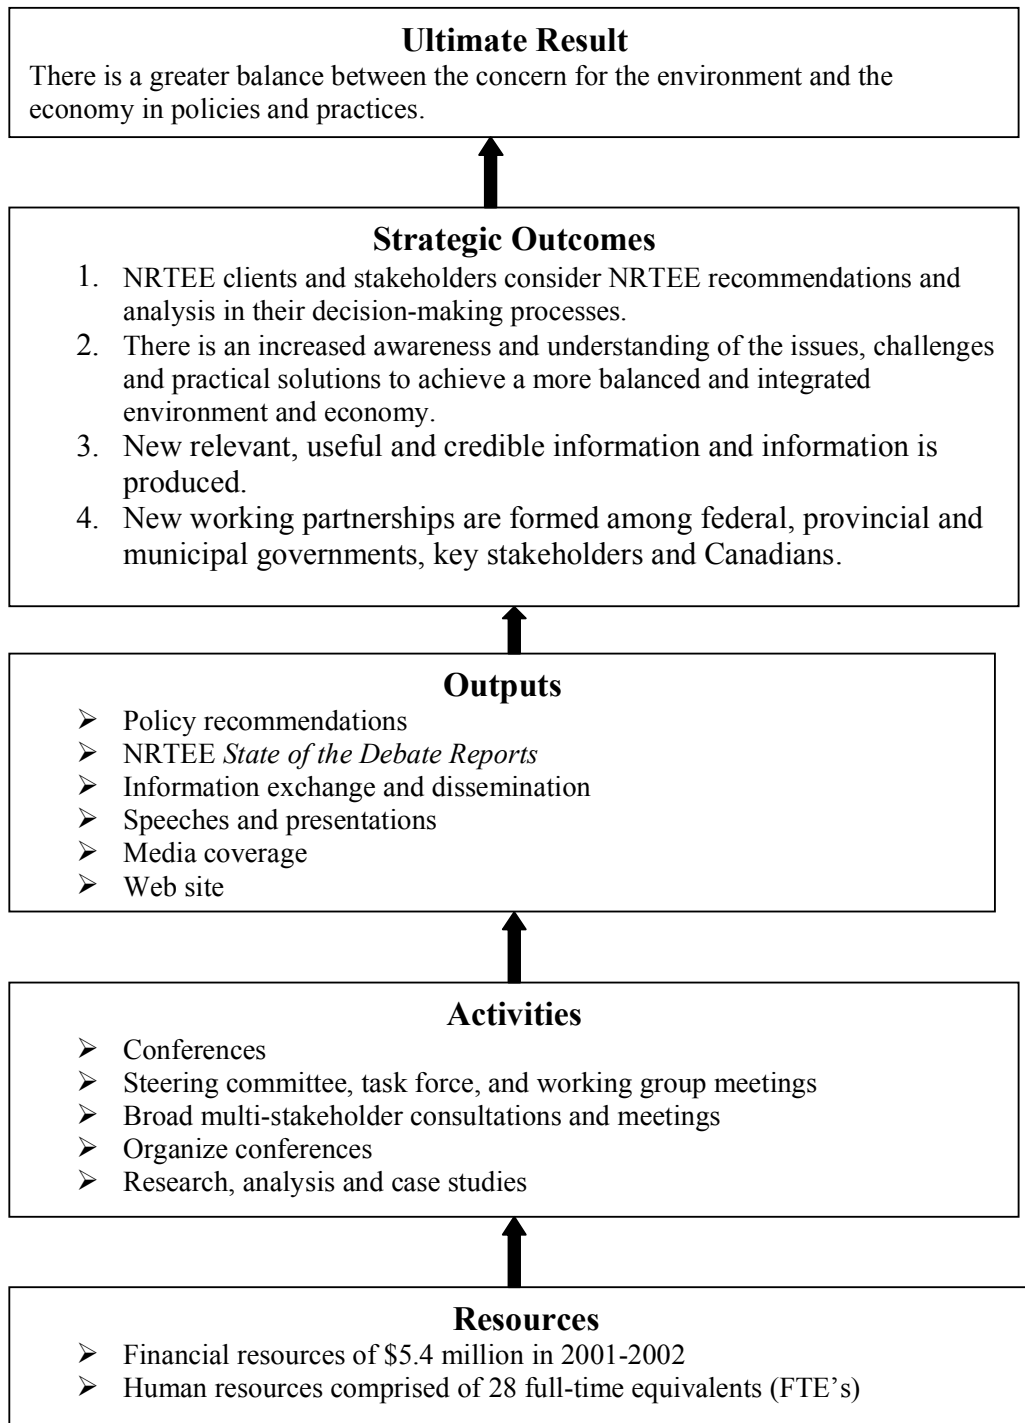 Ultimate Result
There is a greater balance between the concern for the environment and the
economy in policies and practices.
Strategic Outcomes
1. NRTEE clients and stakeholders consider NRTEE recommendations and
analysis in their decision-making processes.
2. There is an increased awareness and understanding of the issues, challenges
and practical solutions to achieve a more balanced and integrated
environment and economy.
3. New relevant, useful and credible information and information is
produced.
4. New working partnerships are formed among federal, provincial and
municipal governments, key stakeholders and Canadians.
Outputs
➢ Policy recommendations
➢ NRTEE State of the Debate Reports
➢ Information exchange and dissemination
➢ Speeches and presentations
➢ Media coverage
➢ Web site
Activities
➢ Conferences
➢ Steering committee, task force, and working group meetings
➢ Broad multi-stakeholder consultations and meetings
➢ Organize conferences
➢ Research, analysis and case studies
Resources
➢ Financial resources of $5.4 million in 2001-2002
➢ Human resources comprised of 28 full-time equivalents (FTE’s)